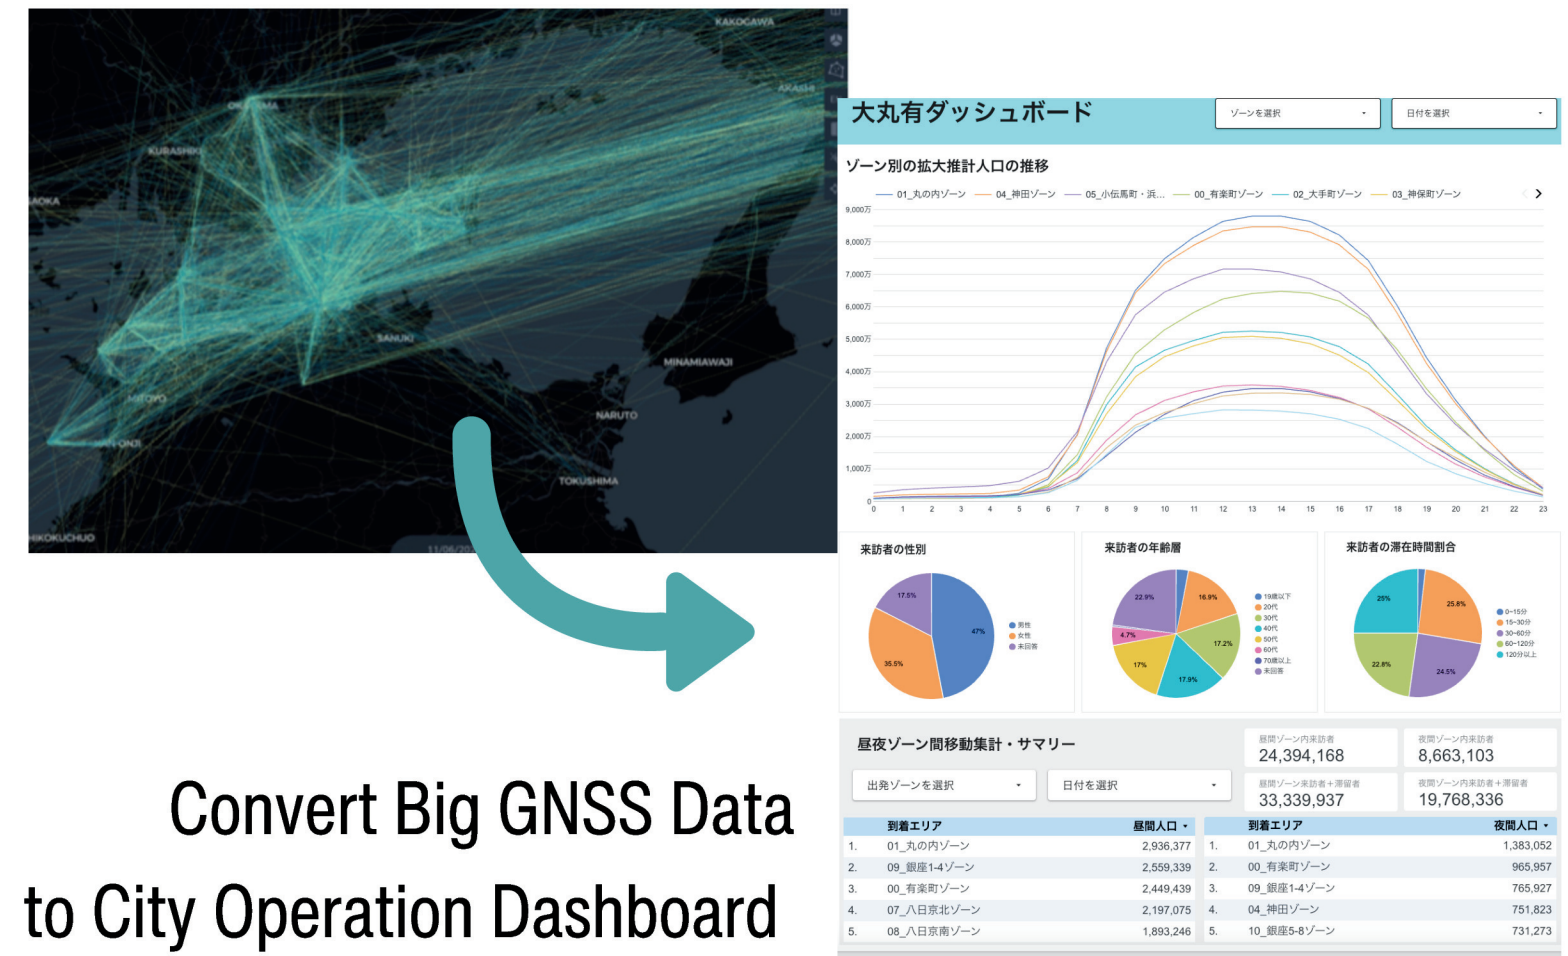 KAKOGAWA
AKASHI
KURASHIKI
SANUKI
MINAMIAWAJI
MITOYO
NARUTO
TOKUSHIMA
Convert Big GNSS Data
to City Operation Dashboard
大丸有ダッシュボード
ゾーンを選択
日付を選択
ゾーン別の拡大推計人口の推移
01_丸の内ゾーン 04_神田ゾーン 05_小伝馬町・浜... 00_有楽町ゾーン 02_大手町ゾーン 03_神保町ゾーン
9,000万
8,000万
7,000万
6,000万
5,000万
4,000万
3,000万
2,000万
1,000万
0
0 1 2 3 4 5 6 7 8 9 10 11 12 13 14 15 16 17 18 19 20 21 22 23
来訪者の性別
17.5%
47%
35.5%
男性
女性
未回答
来訪者の年齢層
22.9%
16.9%
4.7%
17.2%
17%
17.9%
19歳以下
20代
30代
40代
50代
60代
70歳以上
未回答
来訪者の滞在時間割合
25%
25.8%
22.8%
24.5%
0~15分
15~30分
30~60分
60~120分
120分以上
昼夜ゾーン間移動集計・サマリー
出発ゾーンを選択
日付を選択
昼間ゾーン内来訪者
24,394,168
夜間ゾーン内来訪者
8,663,103
昼間ゾーン来訪者+滞留者
33,339,937
夜間ゾーン内来訪者+滞留者
19,768,336
到着エリア 昼間人口
1. 01_丸の内ゾーン 2,936,377
2. 09_銀座1-4ゾーン 2,559,339
3. 00_有楽町ゾーン 2,449,439
4. 07_八日京北ゾーン 2,197,075
5. 08_八日京南ゾーン 1,893,246
到着エリア 夜間人口
1. 01_丸の内ゾーン 1,383,052
2. 00_有楽町ゾーン 965,957
3. 09_銀座1-4ゾーン 765,927
4. 04_神田ゾーン 751,823
5. 10_銀座5-8ゾーン 731,273